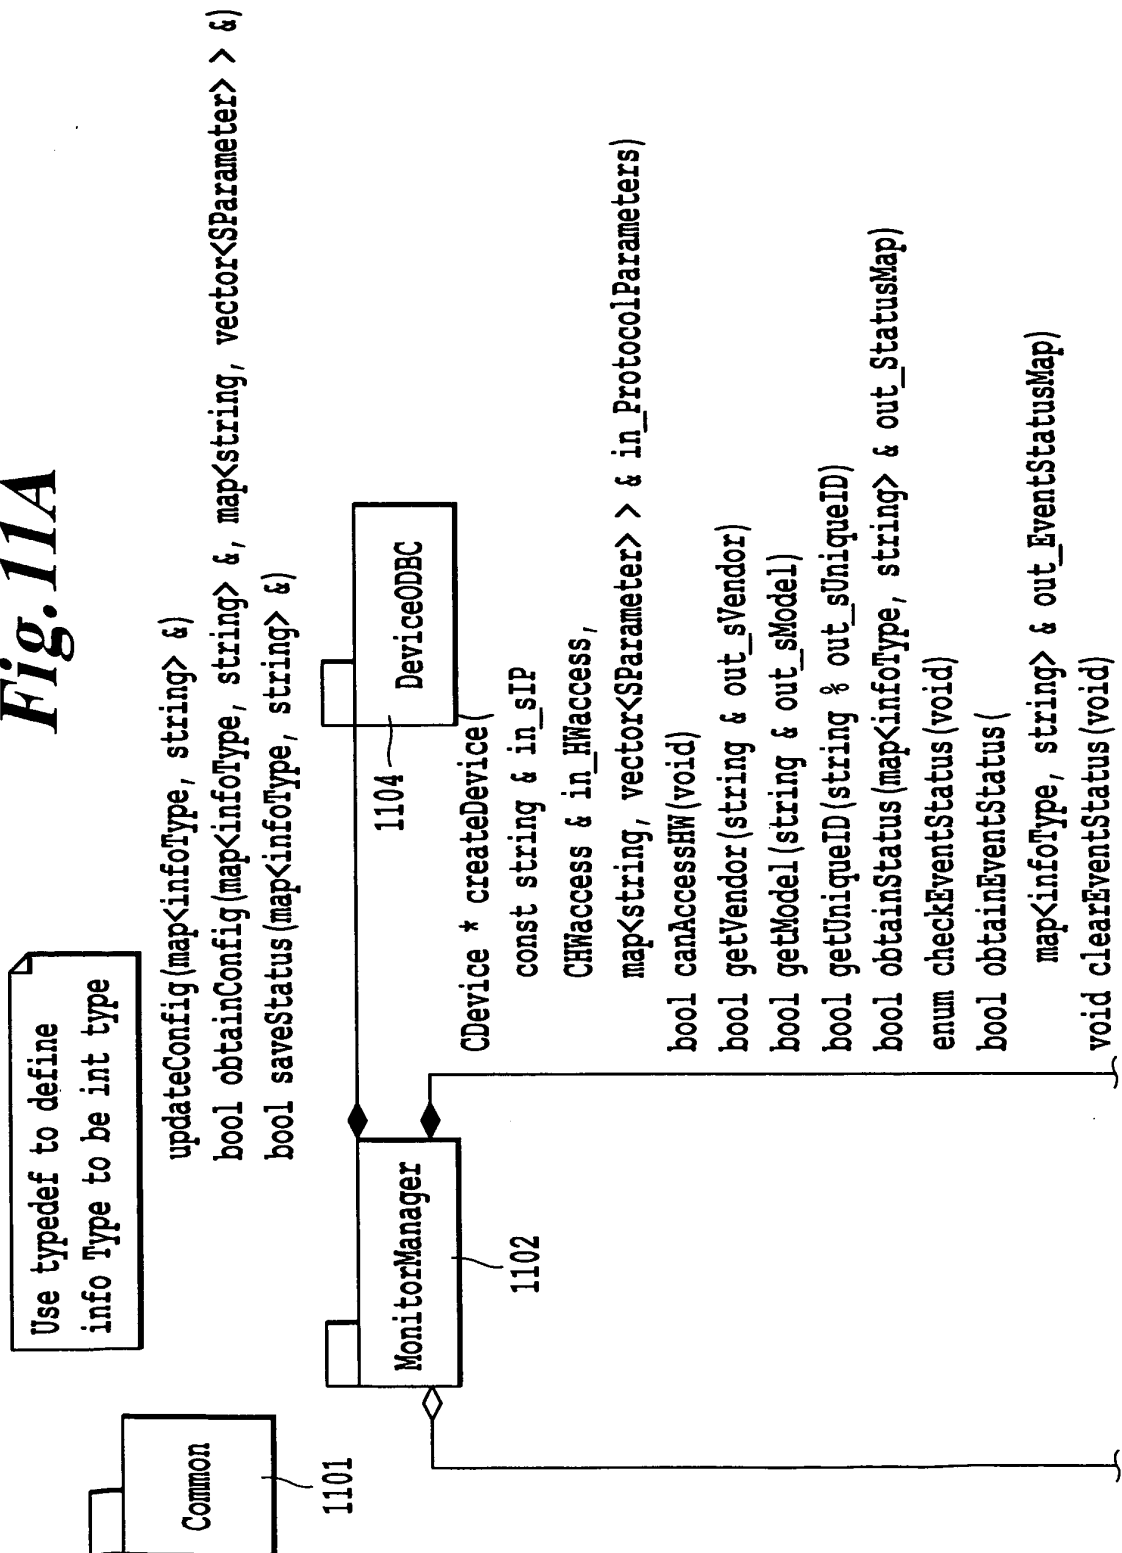 Fig.11A
Use typedef to define
info Type to be int type
Common
1101
updateConfig(map<infoType, string> &)
bool obtainConfig(map<infoType, string> &, map<string, vector<SParameter> > &)
bool saveStatus(map<infoType, string> &)
MonitorManager
1102
DeviceODBC
1104
CDevice * createDevice(
const string & in_sIP
CHWaccess & in_HWaccess,
map<string, vector<SParameter> > & in_ProtocolParameters)
bool canAccessHW(void)
bool getVendor(string & out_sVendor)
bool getModel(string & out_sModel)
bool getUniqueID(string % out_sUniqueID)
bool obtainStatus(map<infoType, string> & out_StatusMap)
enum checkEventStatus(void)
bool obtainEventStatus(
map<infoType, string> & out_EventStatusMap)
void clearEventStatus(void)